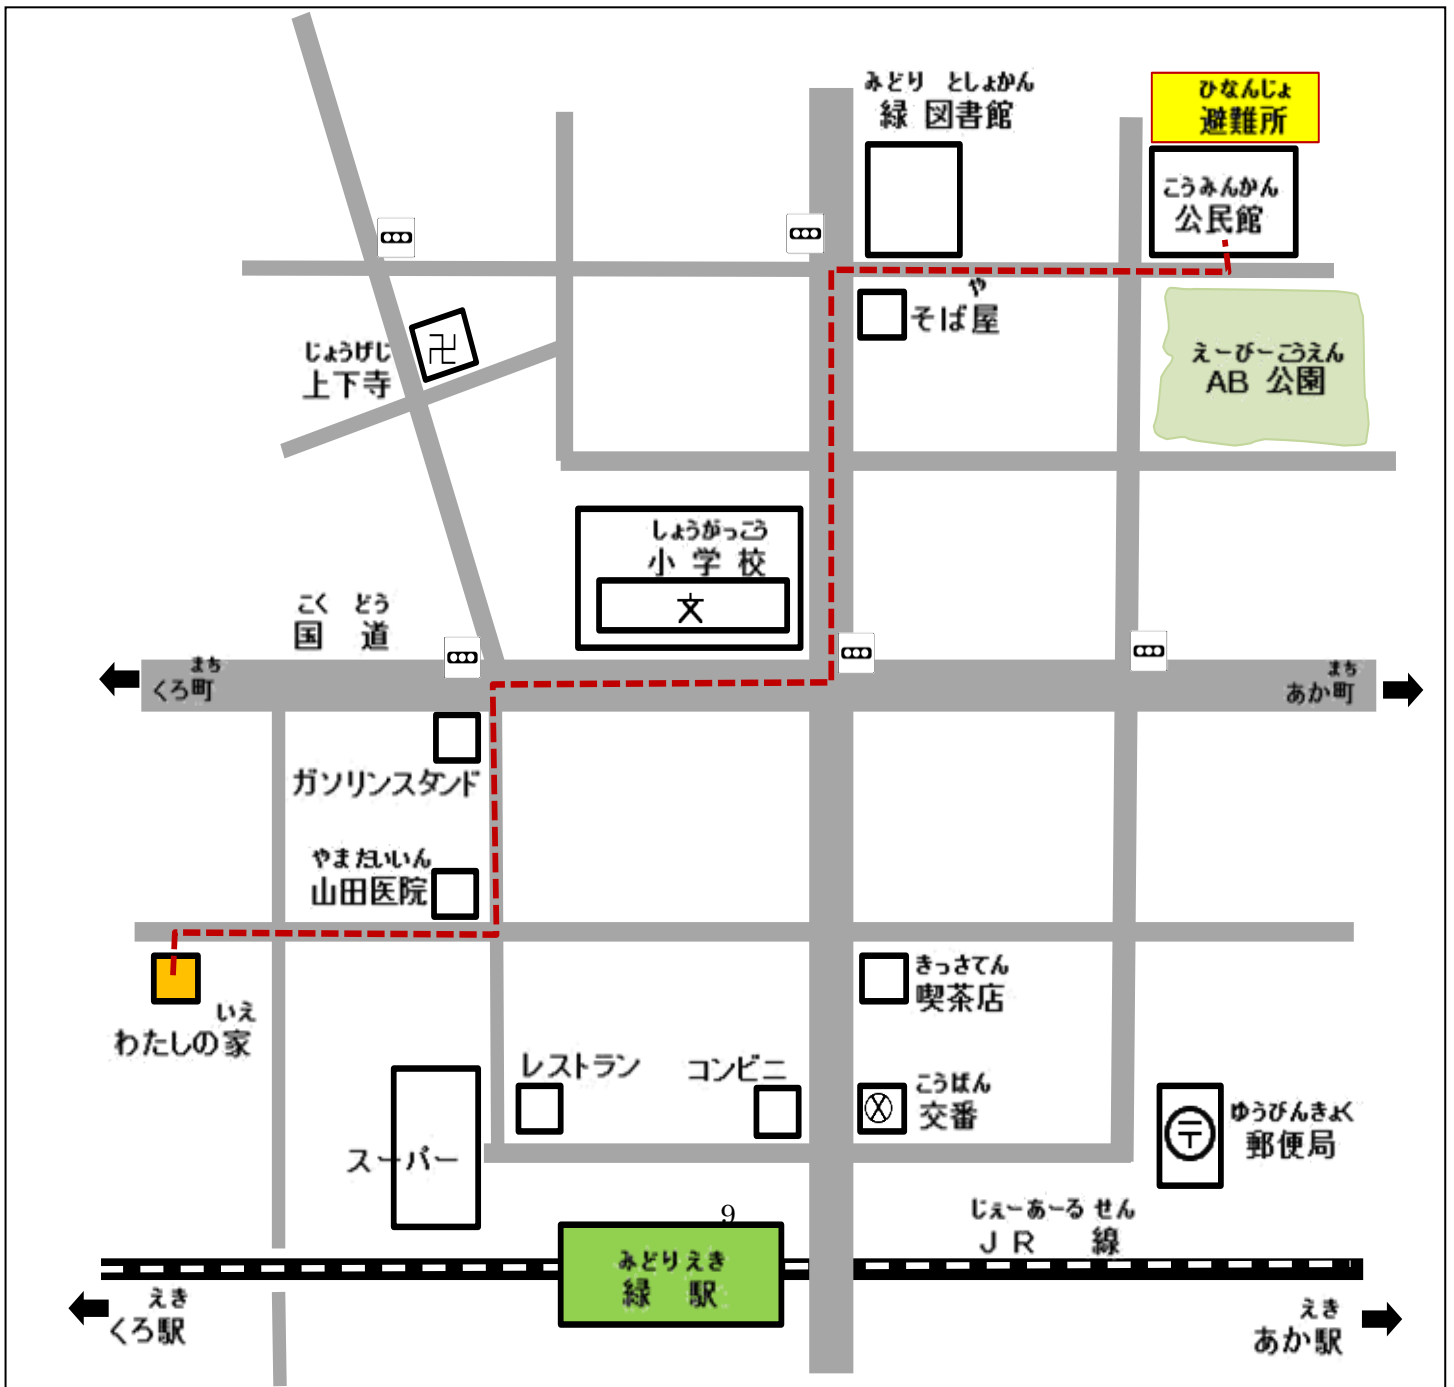 みどり としょかん
緑 図書館
ひなんじょ
避難所
こうみんかん
公民館
や
そば屋
じょうげじ
上下寺
卍
えーびーこうえん
AB 公園
しょうがっこう
小 学 校
文
こく どう
国 道
まち
くろ町
まち
あか町
ガソリンスタンド
やまだいいん
山田医院
いえ
わたしの家
きっさてん
喫茶店
レストラン
コンビニ
こうばん
交番
ゆうびんきょく
郵便局
〒
スーパー
9
じぇーあーる せん
JR 線
みどりえき
緑 駅
えき
くろ駅
えき
あか駅